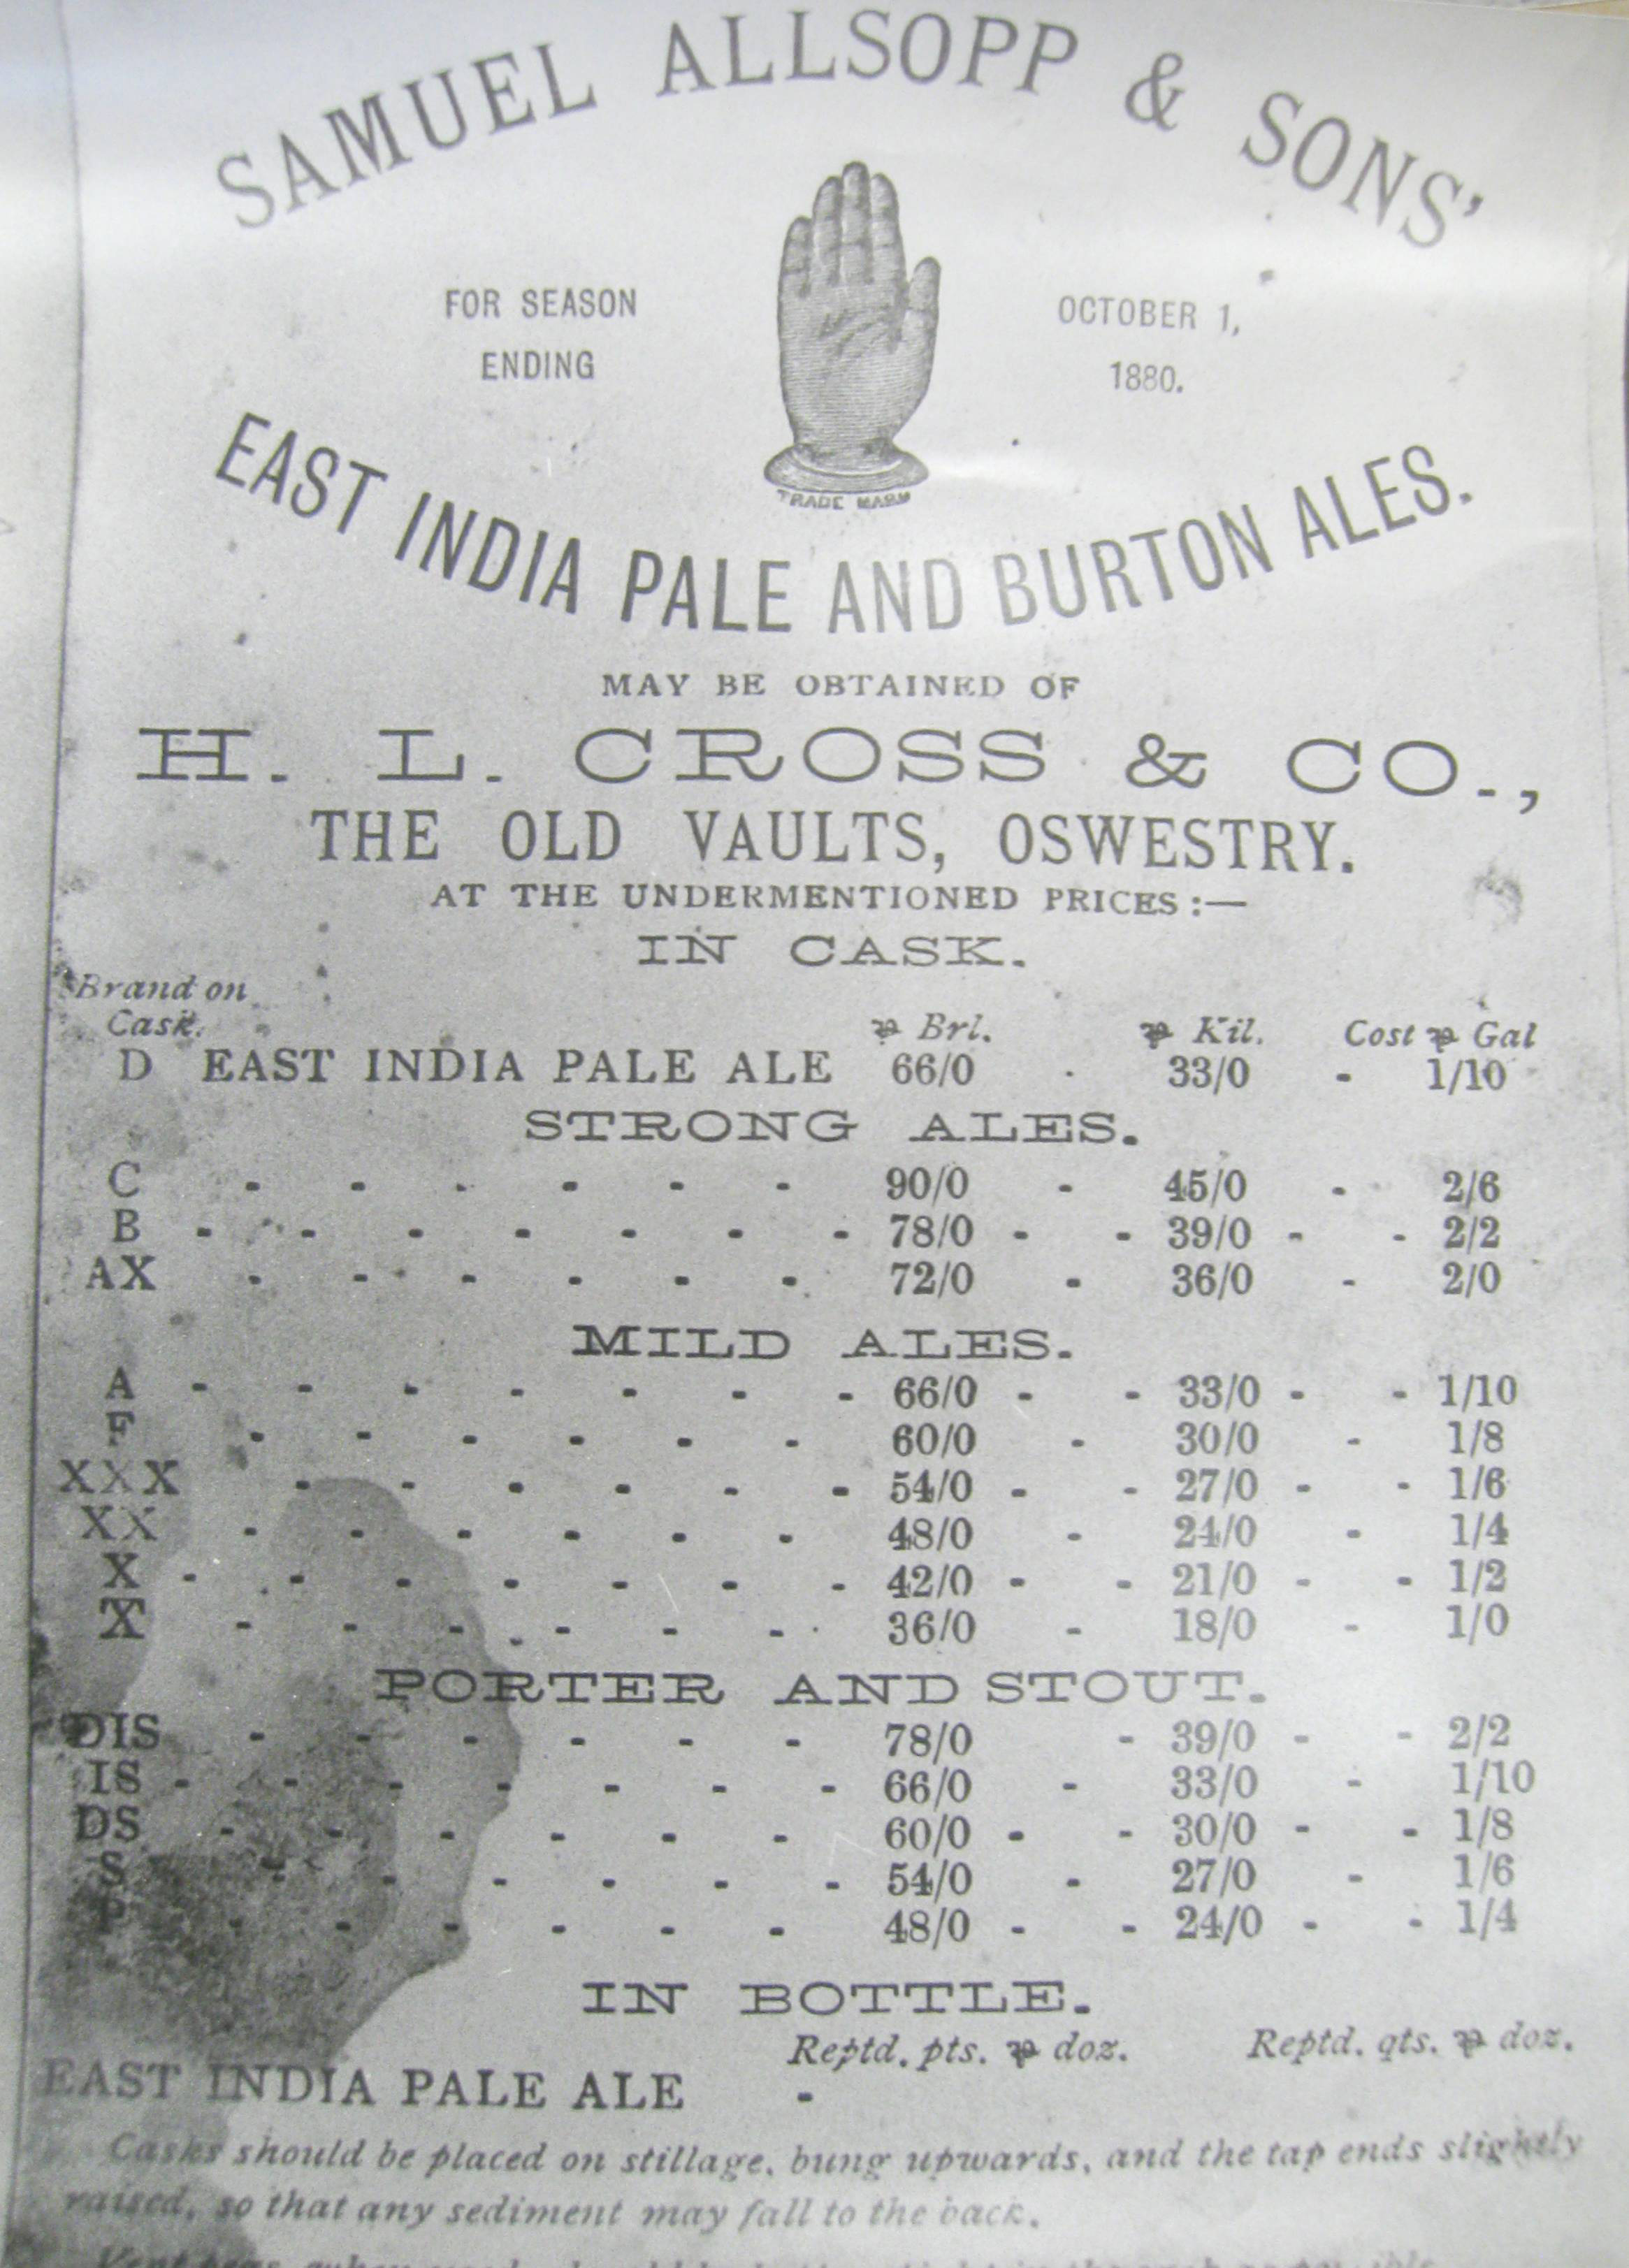 SAMUEL ALLSOPP & SONS'
FOR SEASON
ENDING
OCTOBER 1,
1880.
TRADE MARK
EAST INDIA PALE AND BURTON ALES.
MAY BE OBTAINED OF
H. L. CROSS & CO.,
THE OLD VAULTS, OSWESTRY.
AT THE UNDERMENTIONED PRICES:—
IN CASK.
Brand on
Cask. ⅌ Brl. ⅌ Kil. Cost ⅌ Gal
D EAST INDIA PALE ALE 66/0 - 33/0 - 1/10
STRONG ALES.
C - - - - - - 90/0 - 45/0 - 2/6
B - - - - - - - 78/0 - - 39/0 - - 2/2
AX - - - - - - 72/0 - 36/0 - 2/0
MILD ALES.
A - - - - - - - 66/0 - - 33/0 - - 1/10
F - - - - - - 60/0 - 30/0 - 1/8
XXX - - - - - - 54/0 - - 27/0 - - 1/6
XX - - - - - - 48/0 - 24/0 - 1/4
X - - - - - - - 42/0 - - 21/0 - - 1/2
X - - - - - - 36/0 - 18/0 - 1/0
PORTER AND STOUT.
DIS - - - - - - 78/0 - 39/0 - - 2/2
IS - - - - - - - 66/0 - 33/0 - 1/10
DS - - - - - - 60/0 - - 30/0 - - 1/8
S - - - - - - 54/0 - 27/0 - 1/6
P - - - - - - 48/0 - - 24/0 - - 1/4
IN BOTTLE.
Reptd. pts. ⅌ doz. Reptd. qts. ⅌ doz.
EAST INDIA PALE ALE -
Casks should be placed on stillage, bung upwards, and the tap ends slightly
raised, so that any sediment may fall to the back.